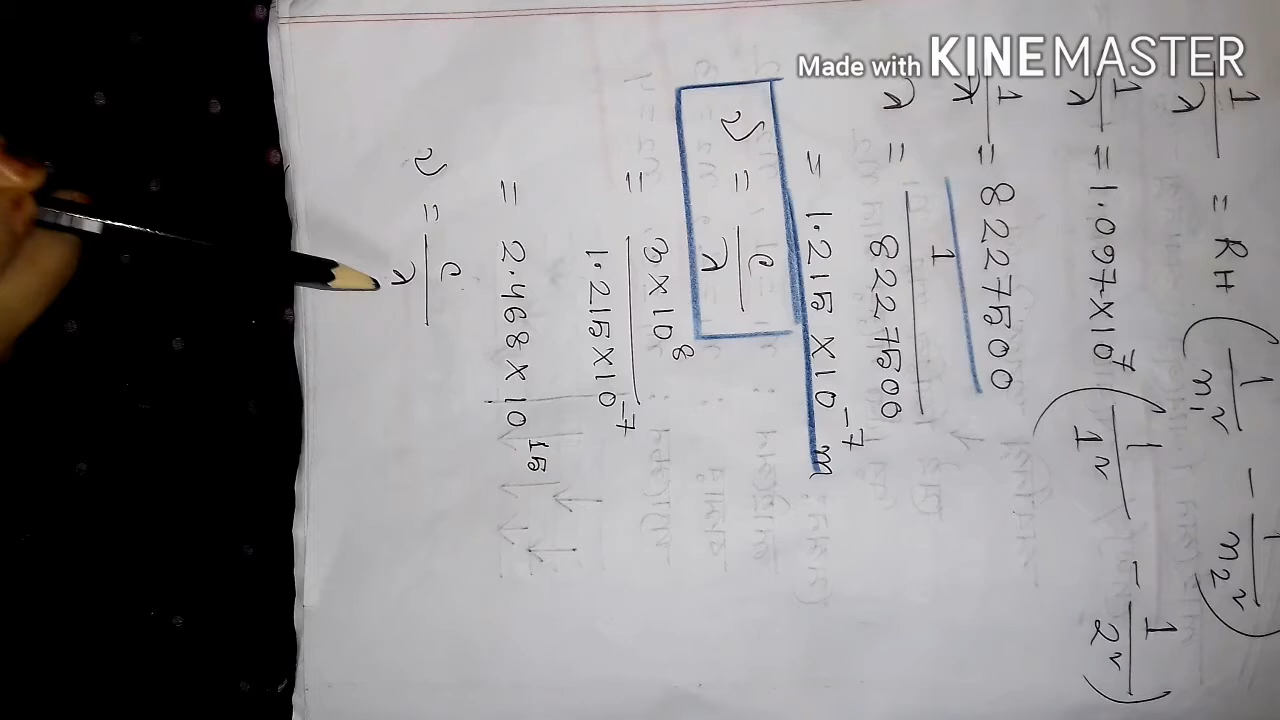 Made with KINEMASTER
1/λ = RH (1/n₁² - 1/n₂²)
1/λ = 1.097×10⁷ (1/1² - 1/2²)
1/λ = 8227500
λ = 1/8227500
= 1.215 × 10⁻⁷ m
ν = c/λ
= 3×10⁸/1.215×10⁻⁷
= 2.468×10¹⁵
ν = c/λ